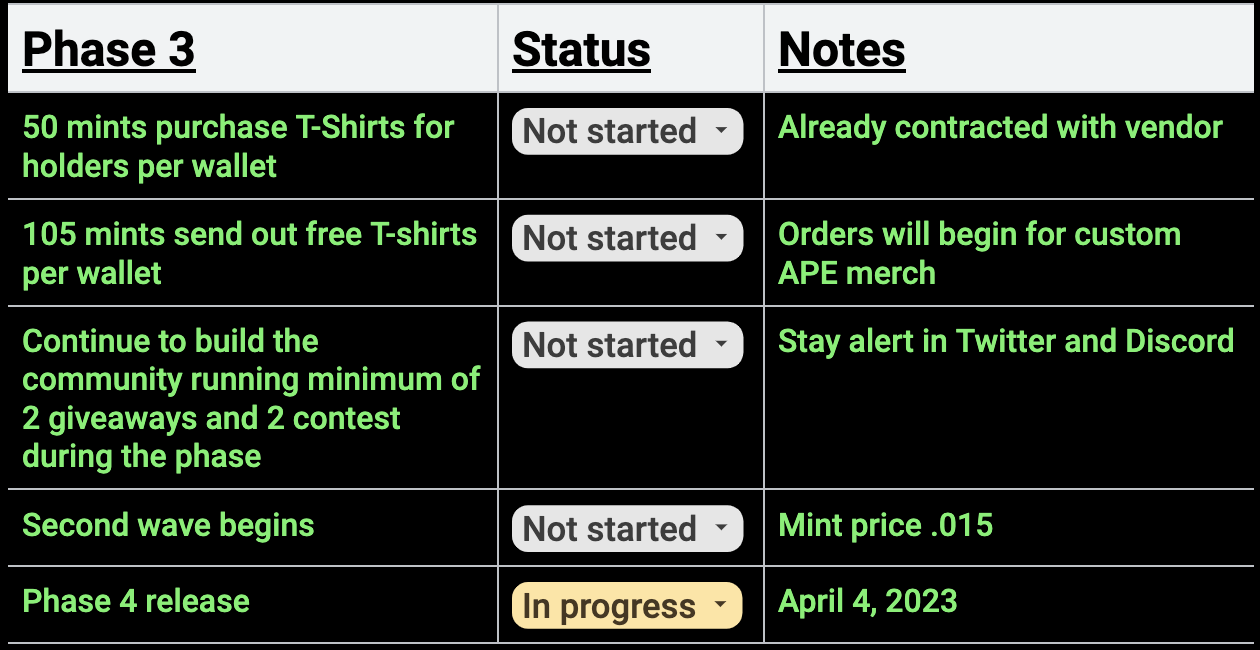 Phase 3 Status Notes
50 mints purchase T-Shirts for Not started Already contracted with vendor
holders per wallet
105 mints send out free T-shirts Not started Orders will begin for custom
per wallet APE merch
Continue to build the Not started Stay alert in Twitter and Discord
community running minimum of
2 giveaways and 2 contest
during the phase
Second wave begins Not started Mint price .015
Phase 4 release In progress April 4, 2023